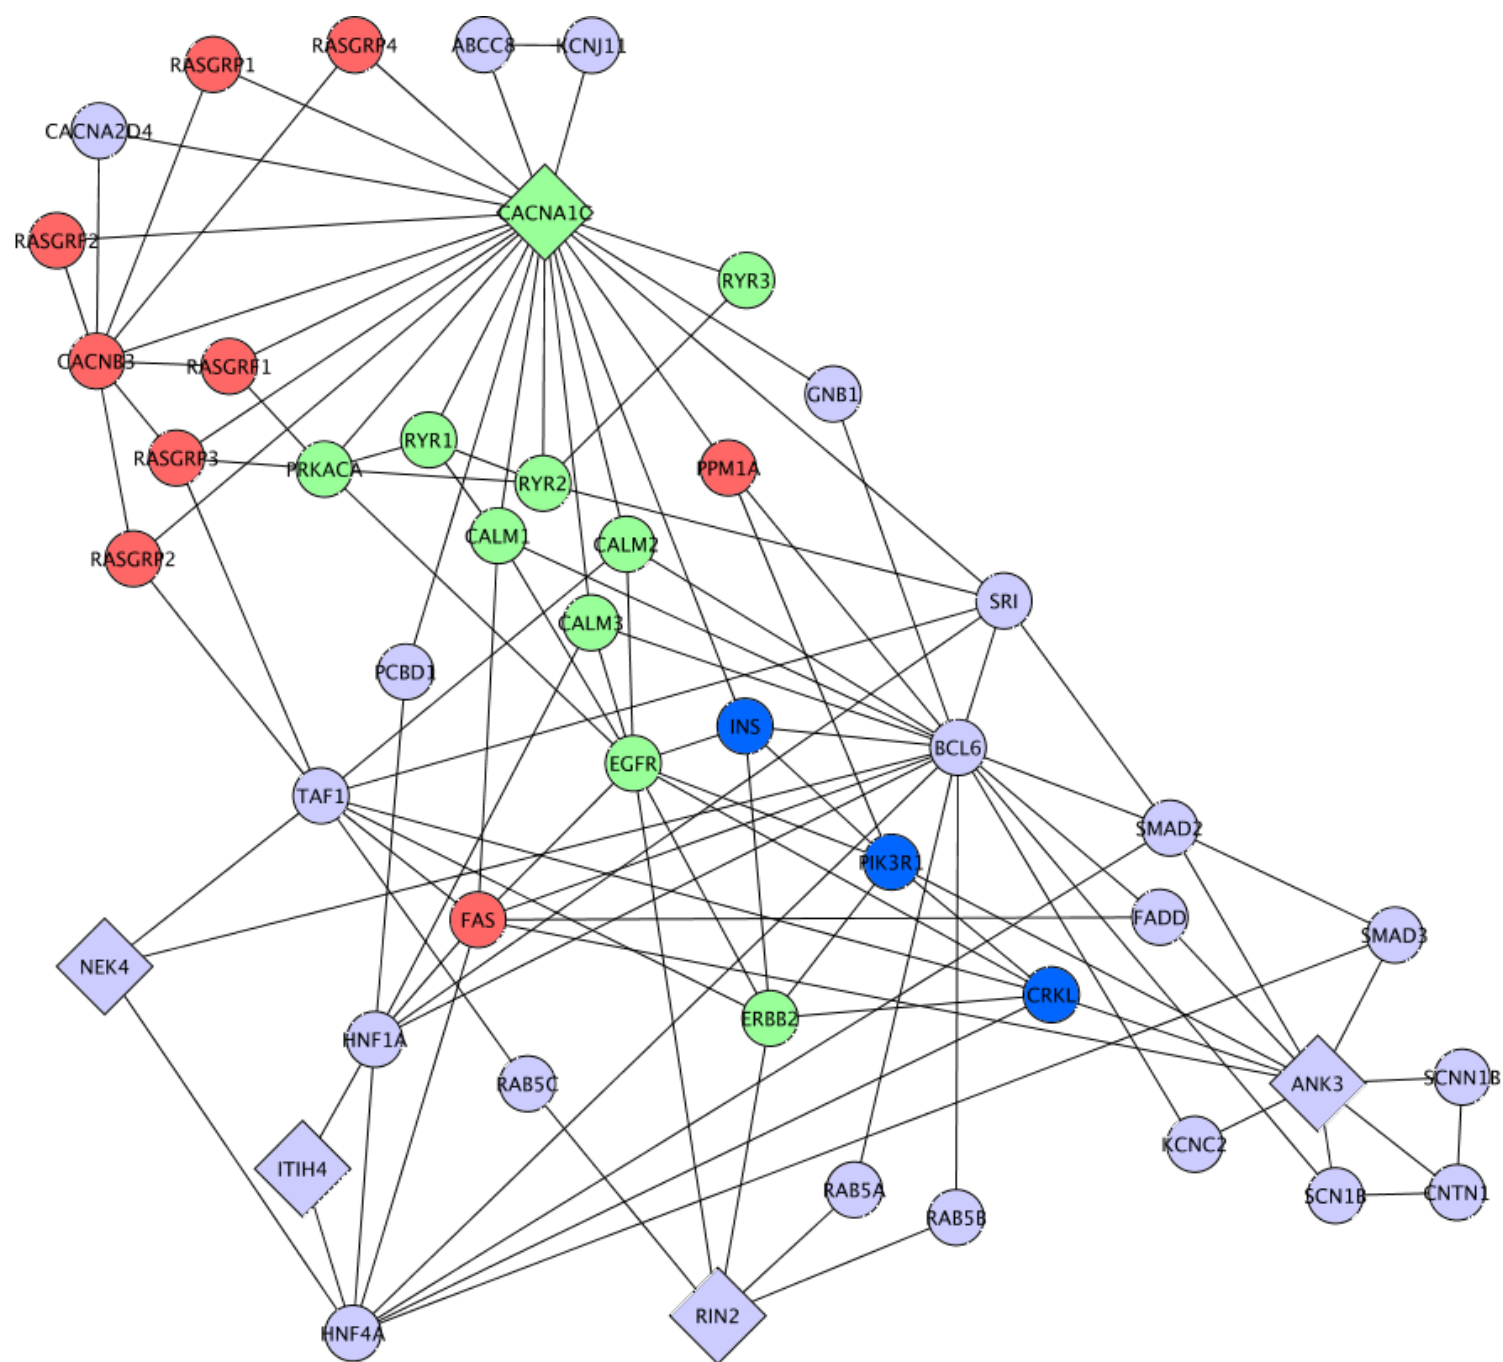 RASGRP4
ABCC8
KCNJ11
RASGRP1
CACNA2D4
CACNA1C
RASGRF2
RYR3
CACNB3
RASGRF1
GNB1
RYR1
RASGRP3
PRKACA
PPM1A
RYR2
CALM1
CALM2
RASGRP2
SRI
CALM3
PCBD1
INS
BCL6
EGFR
TAF1
SMAD2
PIK3R1
FAS
FADD
SMAD3
NEK4
CRKL
ERBB2
HNF1A
RAB5C
ANK3
SCNN1B
KCNC2
ITIH4
RAB5A
SCN1B
CNTN1
RAB5B
RIN2
HNF4A